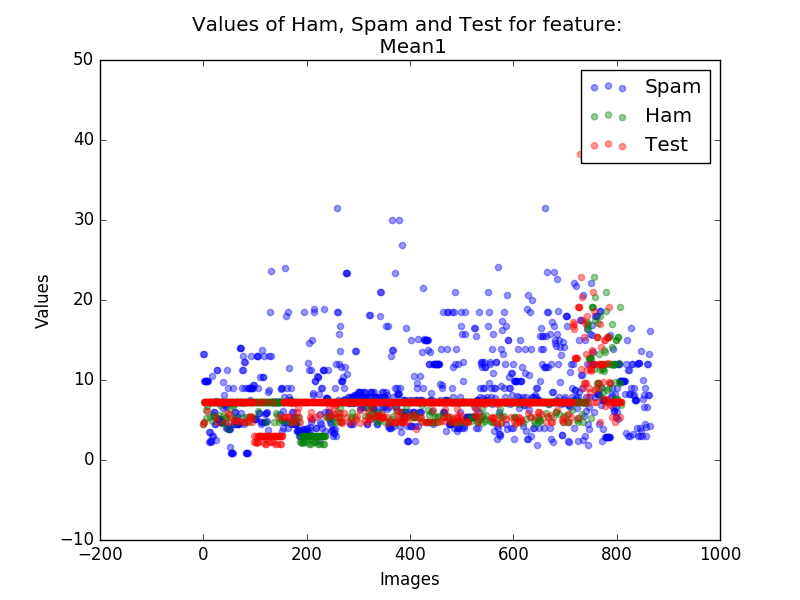 Values of Ham, Spam and Test for feature:
Mean1
50
40
30
20
10
0
−10
−200
0
200
400
600
800
1000
Values
Images
Spam
Ham
Test